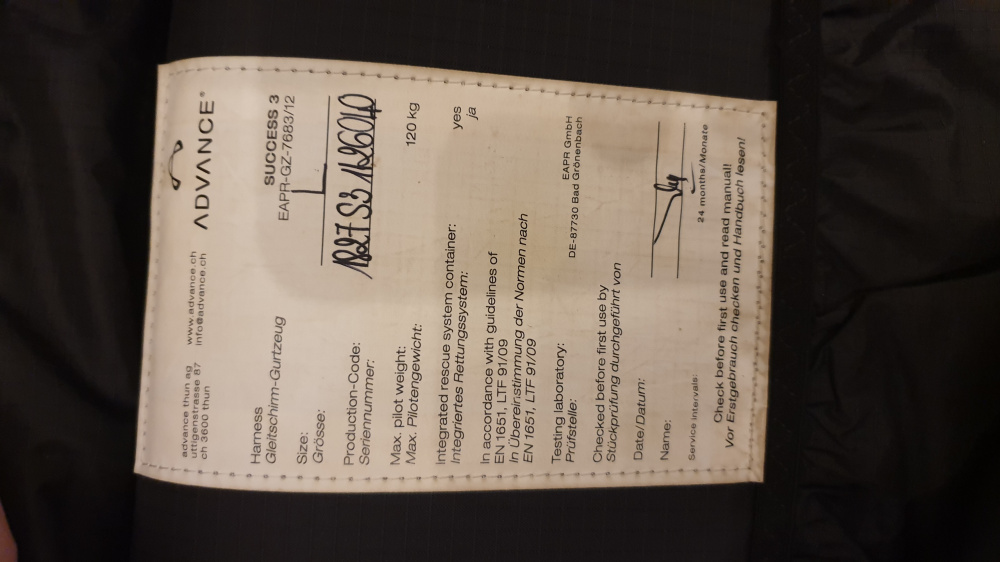 advance thun ag www.advance.ch
uttigenstrasse 87 info@advance.ch
ch 3600 thun
ADVANCE®
Harness SUCCESS 3
Gleitschirm-Gurtzeug EAPR-GZ-7683/12
Size: L
Grösse:
Production-Code:
Seriennummer:
Max. pilot weight: 120 kg
Max. Pilotengewicht:
Integrated rescue system container: yes
Integriertes Rettungssystem: ja
In accordance with guidelines of
EN 1651, LTF 91/09
In Übereinstimmung der Normen nach
EN 1651, LTF 91/09
Testing laboratory: EAPR GmbH
Prüfstelle: DE-87730 Bad Grönenbach
Checked before first use by
Stückprüfung durchgeführt von
Date/Datum:
Name:
Service intervals: 24 months/Monate
Check before first use and read manual!
Vor Erstgebrauch checken und Handbuch lesen!